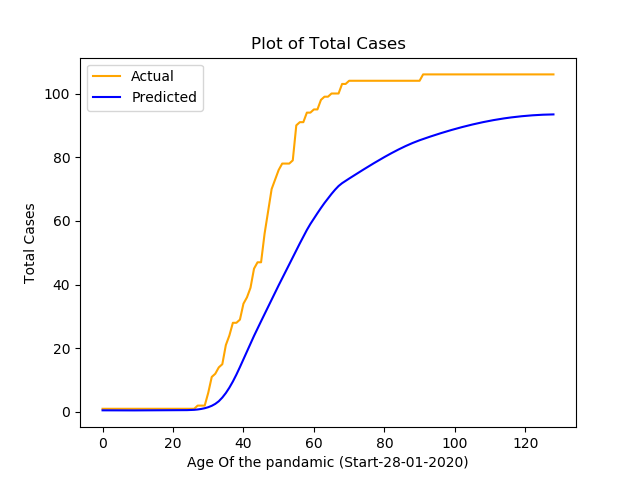 Plot of Total Cases
Actual
Predicted
100
80
60
40
20
0
Total Cases
0 20 40 60 80 100 120
Age Of the pandamic (Start-28-01-2020)